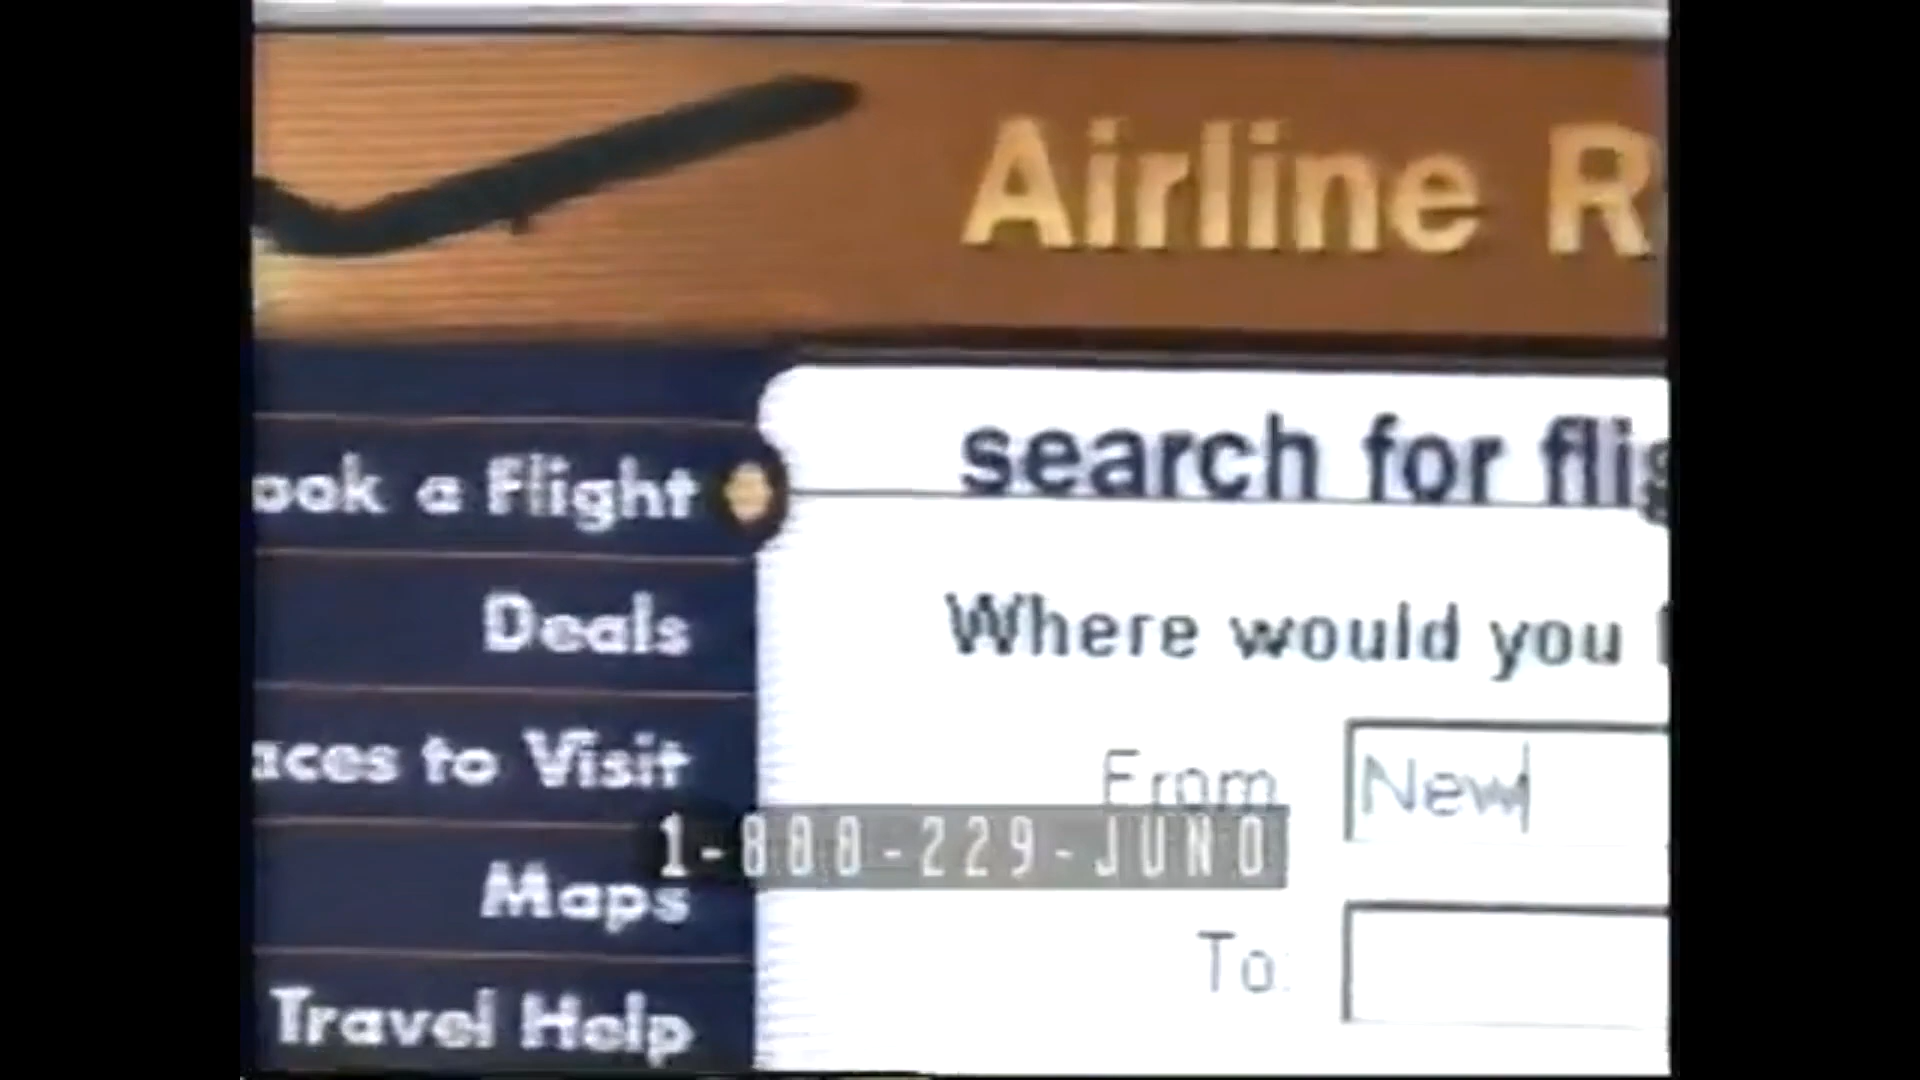 Airline R
search for flig
ook a Flight
Deals
aces to Visit
Maps
Travel Help
Where would you
From
New
1-800-229-JUNO
To: